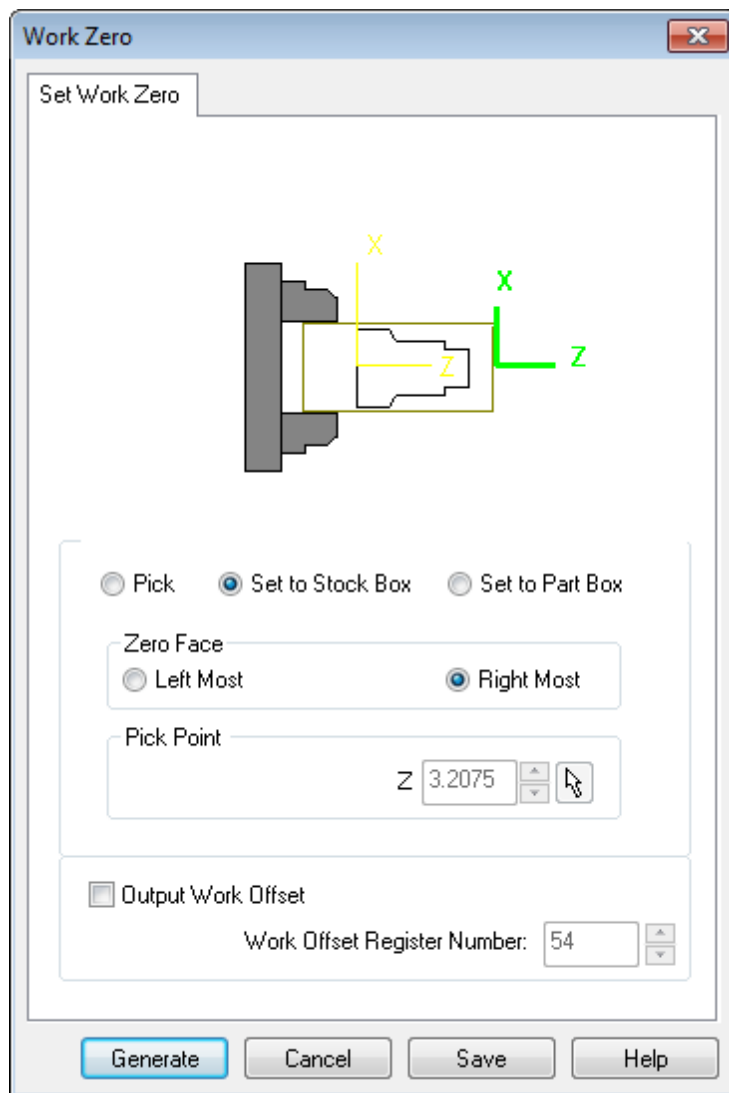 Work Zero
Set Work Zero
X
X
Z
Z
Pick Set to Stock Box Set to Part Box
Zero Face
Left Most Right Most
Pick Point
Z 3.2075
Output Work Offset
Work Offset Register Number: 54
Generate Cancel Save Help